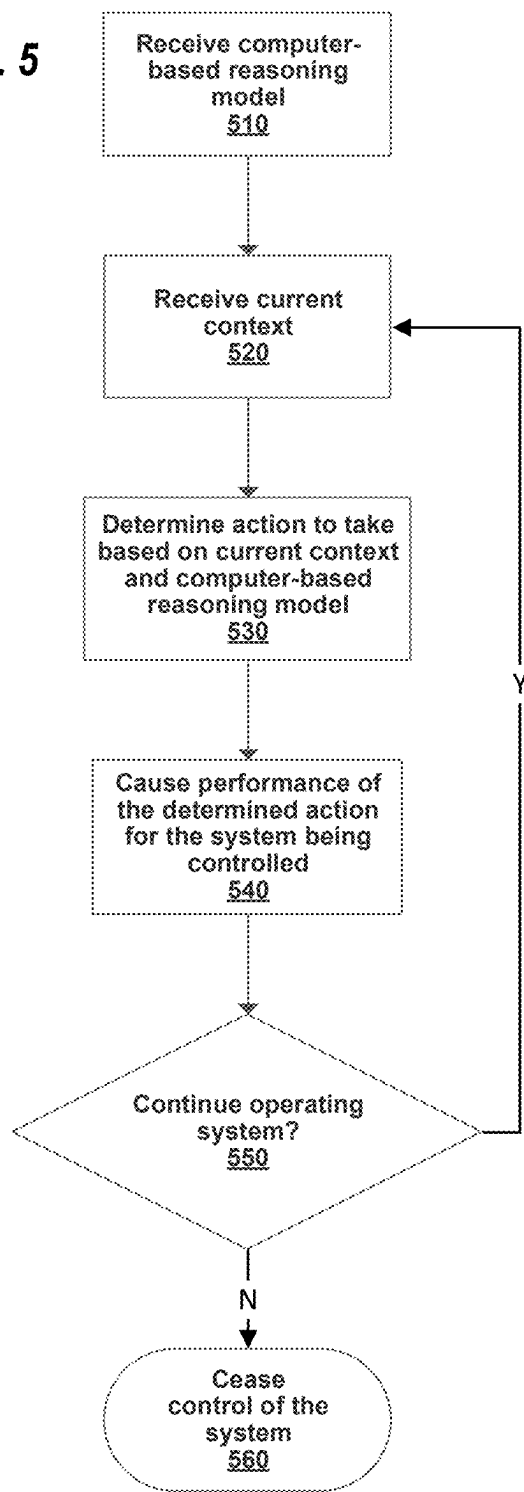 . 5
Receive computer-
based reasoning
model
510
Receive current
context
520
Determine action to take
based on current context
and computer-based
reasoning model
530
Cause performance of
the determined action
for the system being
controlled
540
Y
Continue operating
system?
550
N
Cease
control of the
system
560